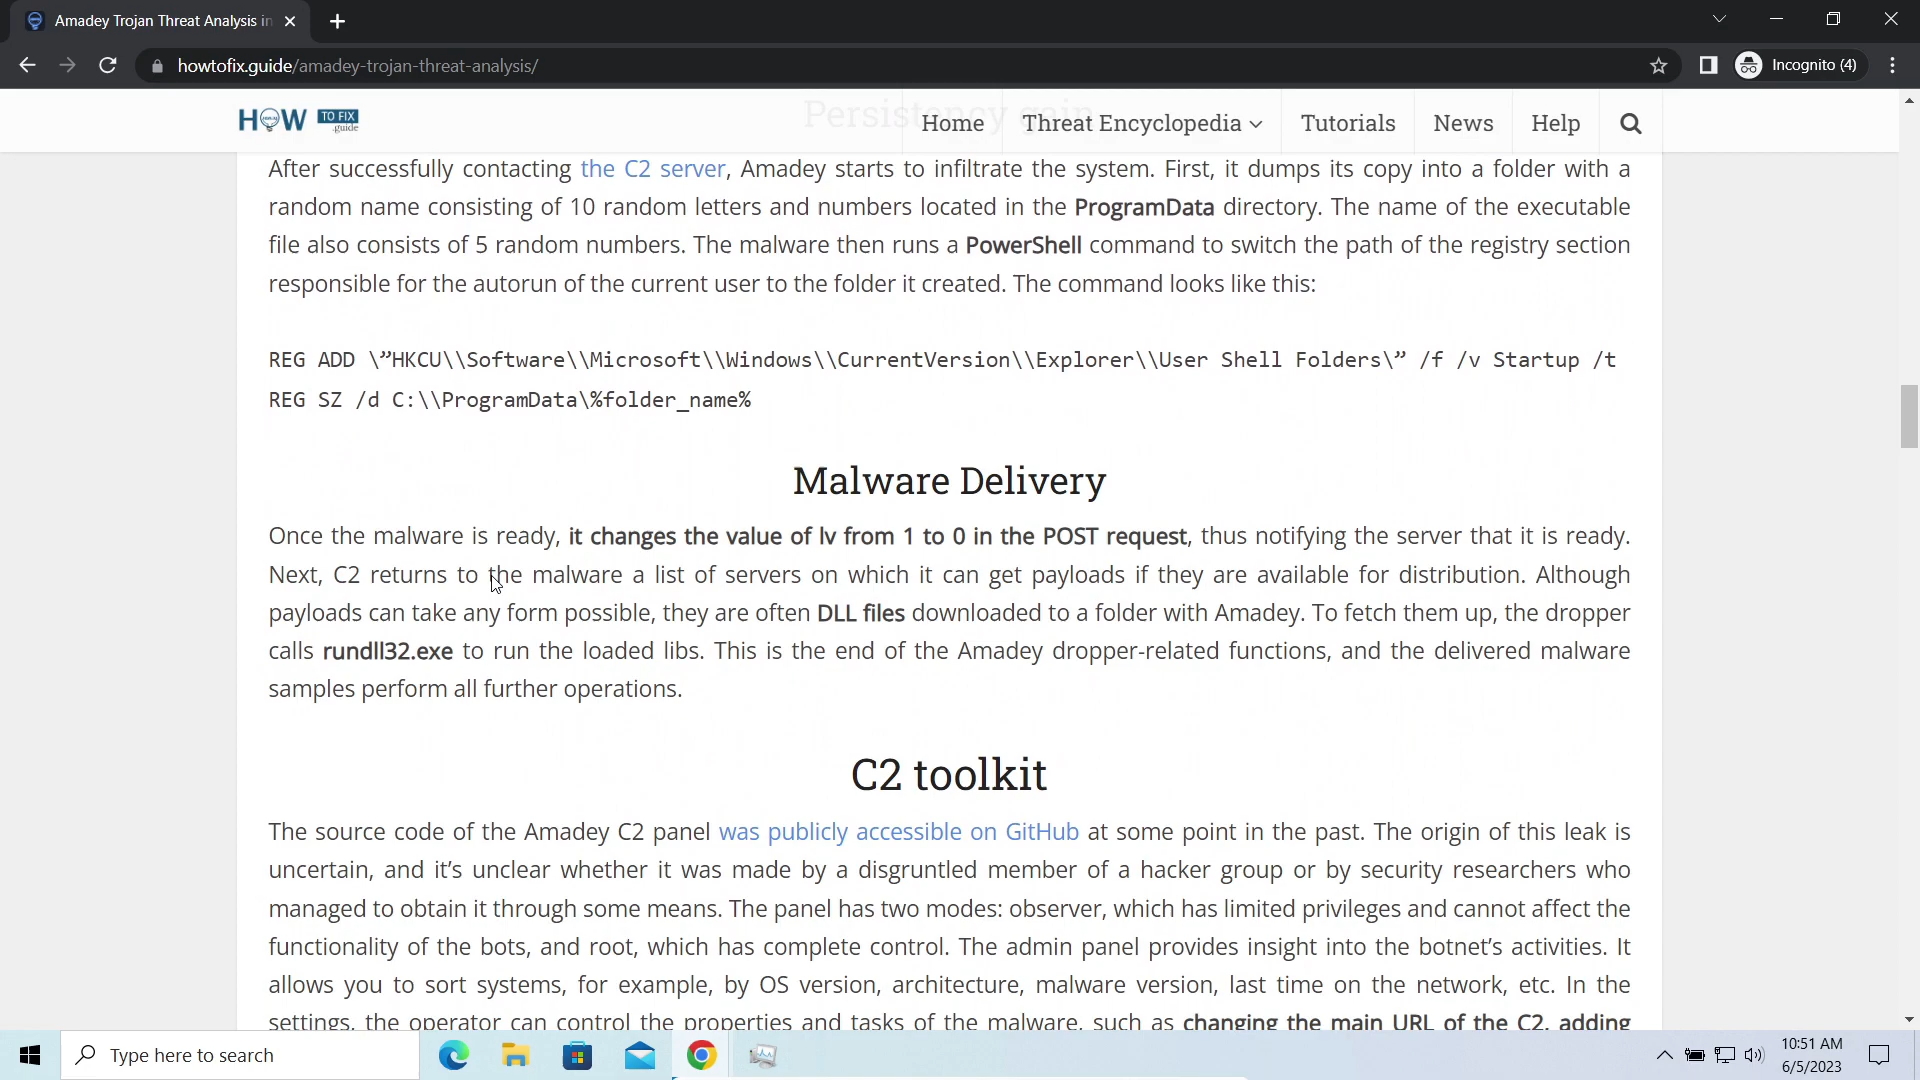 Amadey Trojan Threat Analysis in
howtofix.guide/amadey-trojan-threat-analysis/
Incognito (4)
HOW TO FIX .guide
Persistency gain
Home Threat Encyclopedia Tutorials News Help
After successfully contacting the C2 server, Amadey starts to infiltrate the system. First, it dumps its copy into a folder with a
random name consisting of 10 random letters and numbers located in the ProgramData directory. The name of the executable
file also consists of 5 random numbers. The malware then runs a PowerShell command to switch the path of the registry section
responsible for the autorun of the current user to the folder it created. The command looks like this:
REG ADD \”HKCU\\Software\\Microsoft\\Windows\\CurrentVersion\\Explorer\\User Shell Folders\” /f /v Startup /t
REG SZ /d C:\\ProgramData\%folder_name%
Malware Delivery
Once the malware is ready, it changes the value of lv from 1 to 0 in the POST request, thus notifying the server that it is ready.
Next, C2 returns to the malware a list of servers on which it can get payloads if they are available for distribution. Although
payloads can take any form possible, they are often DLL files downloaded to a folder with Amadey. To fetch them up, the dropper
calls rundll32.exe to run the loaded libs. This is the end of the Amadey dropper-related functions, and the delivered malware
samples perform all further operations.
C2 toolkit
The source code of the Amadey C2 panel was publicly accessible on GitHub at some point in the past. The origin of this leak is
uncertain, and it’s unclear whether it was made by a disgruntled member of a hacker group or by security researchers who
managed to obtain it through some means. The panel has two modes: observer, which has limited privileges and cannot affect the
functionality of the bots, and root, which has complete control. The admin panel provides insight into the botnet’s activities. It
allows you to sort systems, for example, by OS version, architecture, malware version, last time on the network, etc. In the
settings, the operator can control the properties and tasks of the malware, such as changing the main URL of the C2, adding
Type here to search
10:51 AM
6/5/2023